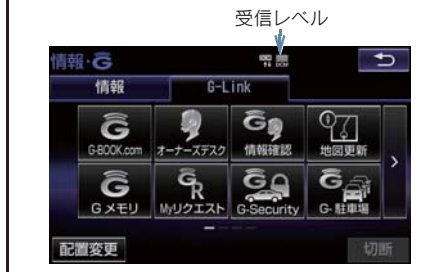 受信レベル
情報・G
DCM
情報
G-Link
G-BOOK.com
オーナーズデスク
情報確認
地図更新
Gメモリ
Myリクエスト
G-Security
G-駐車場
配置変更
切断